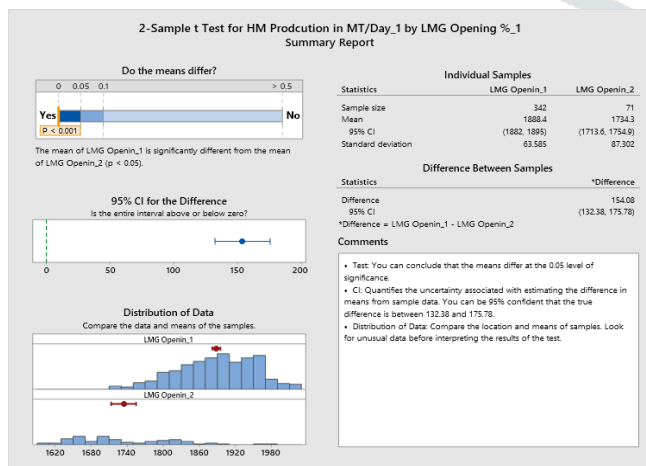 2-Sample t Test for HM Prodcution in MT/Day_1 by LMG Opening %_1
Summary Report
Do the means differ?
0 0.05 0.1 > 0.5
Yes No
P < 0.001
The mean of LMG Openin_1 is significantly different from the mean
of LMG Openin_2 (p < 0.05).
95% CI for the Difference
Is the entire interval above or below zero?
0 50 100 150 200
Distribution of Data
Compare the data and means of the samples.
LMG Openin_1
LMG Openin_2
1620 1680 1740 1800 1860 1920 1980
Individual Samples
Statistics LMG Openin_1 LMG Openin_2
Sample size 342 71
Mean 1888.4 1734.3
95% CI (1882, 1895) (1713.6, 1754.9)
Standard deviation 63.585 87.302
Difference Between Samples
Statistics *Difference
Difference 154.08
95% CI (132.38, 175.78)
*Difference = LMG Openin_1 - LMG Openin_2
Comments
• Test: You can conclude that the means differ at the 0.05 level of
significance.
• CI: Quantifies the uncertainty associated with estimating the difference in
means from sample data. You can be 95% confident that the true
difference is between 132.38 and 175.78.
• Distribution of Data: Compare the location and means of samples. Look
for unusual data before interpreting the results of the test.